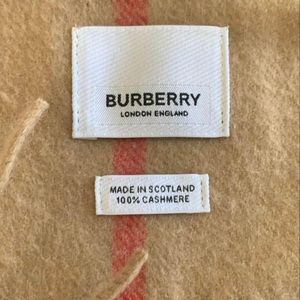 BURBERRY
LONDON ENGLAND
MADE IN SCOTLAND
100% CASHMERE